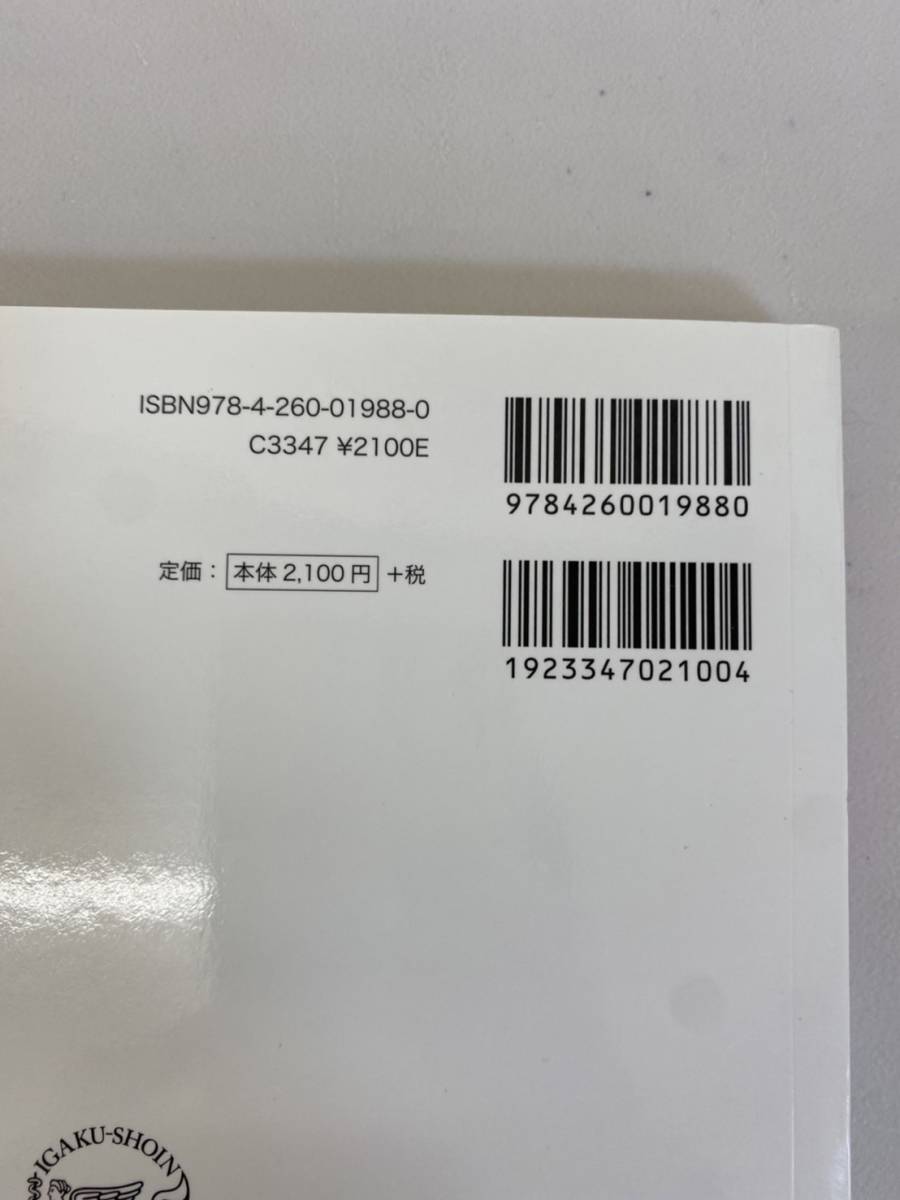 ISBN978-4-260-01988-0
C3347 ¥2100E
9784260019880
定価： 本体 2,100 円 +税
1923347021004
IGAKU-SHOIN